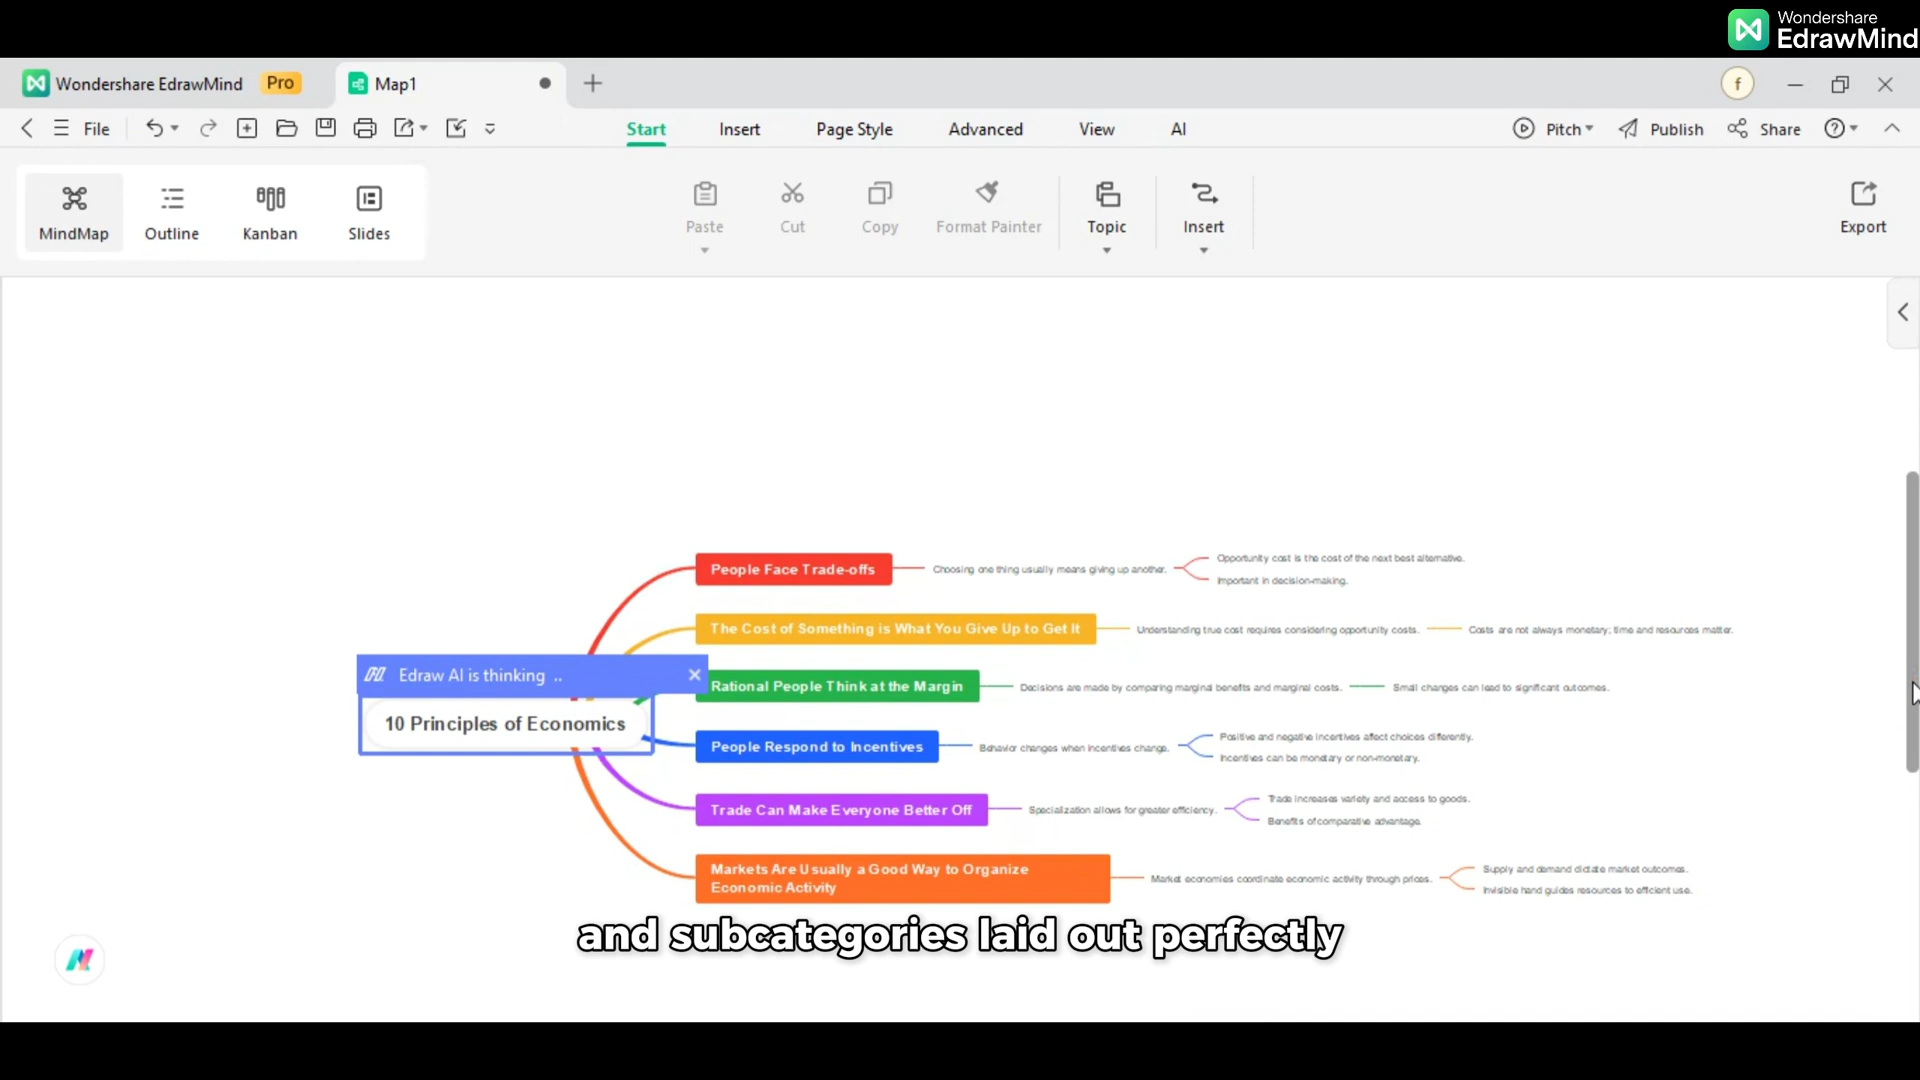 Wondershare
EdrawMind
Wondershare EdrawMind Pro
Map1
f
File
Start
Insert
Page Style
Advanced
View
AI
Pitch
Publish
Share
MindMap
Outline
Kanban
Slides
Paste
Cut
Copy
Format Painter
Topic
Insert
Export
People Face Trade-offs
Choosing one thing usually means giving up another.
Opportunity cost is the cost of the next best alternative.
Important in decision-making.
The Cost of Something is What You Give Up to Get It
Understanding true cost requires considering opportunity costs.
Costs are not always monetary; time and resources matter.
Edraw AI is thinking ..
10 Principles of Economics
Rational People Think at the Margin
Decisions are made by comparing marginal benefits and marginal costs.
Small changes can lead to significant outcomes.
People Respond to Incentives
Behavior changes when incentives change.
Positive and negative incentives affect choices differently.
Incentives can be monetary or non-monetary.
Trade Can Make Everyone Better Off
Specialization allows for greater efficiency.
Trade increases variety and access to goods.
Benefits of comparative advantage.
Markets Are Usually a Good Way to Organize
Economic Activity
Market economies coordinate economic activity through prices.
Supply and demand dictate market outcomes.
Invisible hand guides resources to efficient use.
and subcategories laid out perfectly